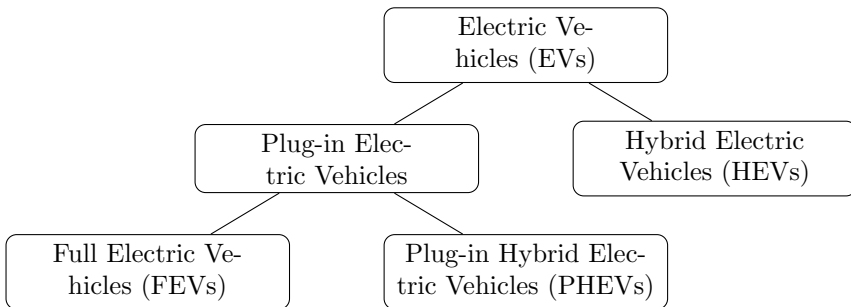 Electric Ve-
hicles (EVs)
Plug-in Elec-
tric Vehicles
Hybrid Electric
Vehicles (HEVs)
Full Electric Ve-
hicles (FEVs)
Plug-in Hybrid Elec-
tric Vehicles (PHEVs)